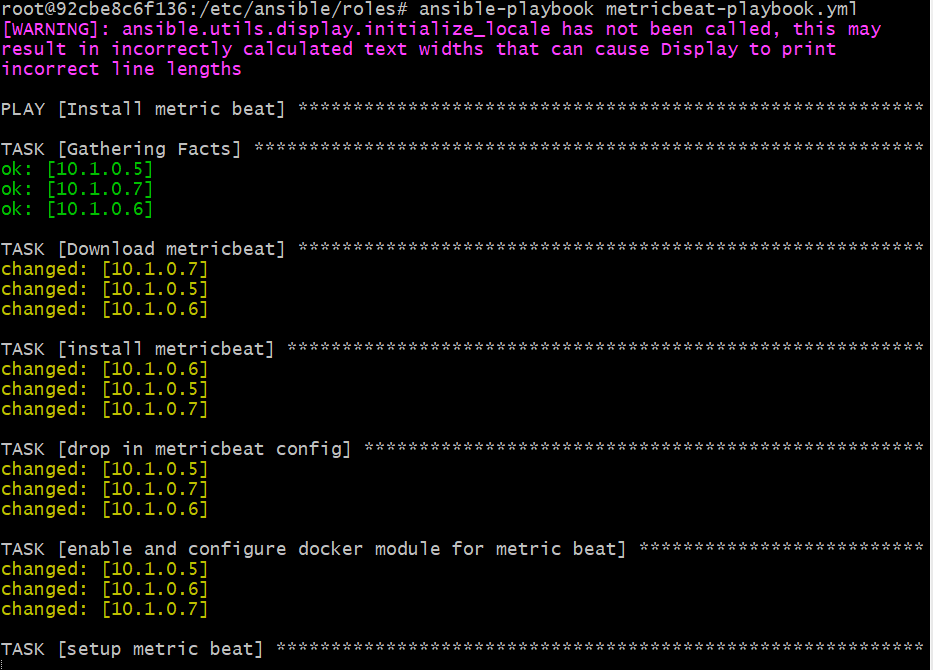 root@92cbe8c6f136:/etc/ansible/roles# ansible-playbook metricbeat-playbook.yml
[WARNING]: ansible.utils.display.initialize_locale has not been called, this may
result in incorrectly calculated text widths that can cause Display to print
incorrect line lengths
PLAY [Install metric beat] *********************************************************
TASK [Gathering Facts] *************************************************************
ok: [10.1.0.5]
ok: [10.1.0.7]
ok: [10.1.0.6]
TASK [Download metricbeat] *********************************************************
changed: [10.1.0.7]
changed: [10.1.0.5]
changed: [10.1.0.6]
TASK [install metricbeat] **********************************************************
changed: [10.1.0.6]
changed: [10.1.0.5]
changed: [10.1.0.7]
TASK [drop in metricbeat config] ***************************************************
changed: [10.1.0.5]
changed: [10.1.0.7]
changed: [10.1.0.6]
TASK [enable and configure docker module for metric beat] **************************
changed: [10.1.0.5]
changed: [10.1.0.6]
changed: [10.1.0.7]
TASK [setup metric beat] ***********************************************************